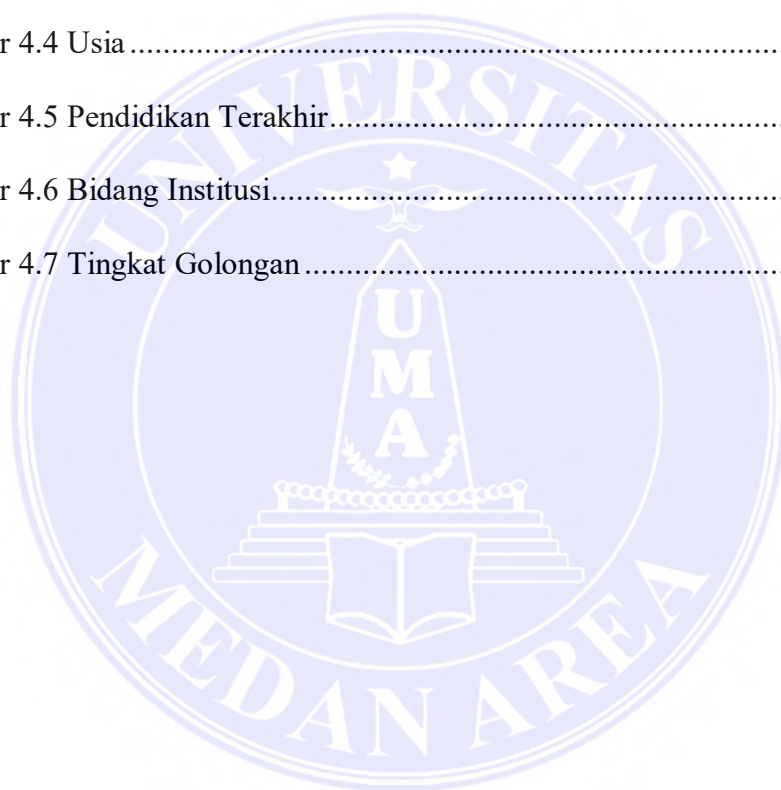 r 4.4 Usia........................................................................
r 4.5 Pendidikan Terakhir........................................................
r 4.6 Bidang Institusi...............................................................
r 4.7 Tingkat Golongan...........................................................
UNIVERSITAS
UMA
MEDAN AREA